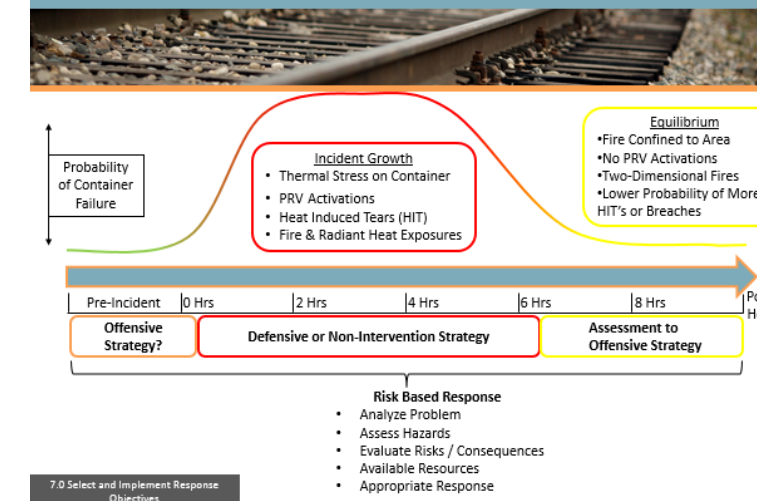 Probability
of Container
Failure
Incident Growth
• Thermal Stress on Container
• PRV Activations
• Heat Induced Tears (HIT)
• Fire & Radiant Heat Exposures
Equilibrium
•Fire Confined to Area
•No PRV Activations
•Two-Dimensional Fires
•Lower Probability of More
HIT's or Breaches
Pre-Incident
0 Hrs
2 Hrs
4 Hrs
6 Hrs
8 Hrs
Offensive
Strategy?
Defensive or Non-Intervention Strategy
Assessment to
Offensive Strategy
Risk Based Response
• Analyze Problem
• Assess Hazards
• Evaluate Risks / Consequences
• Available Resources
• Appropriate Response
7.0 Select and Implement Response
Objectives